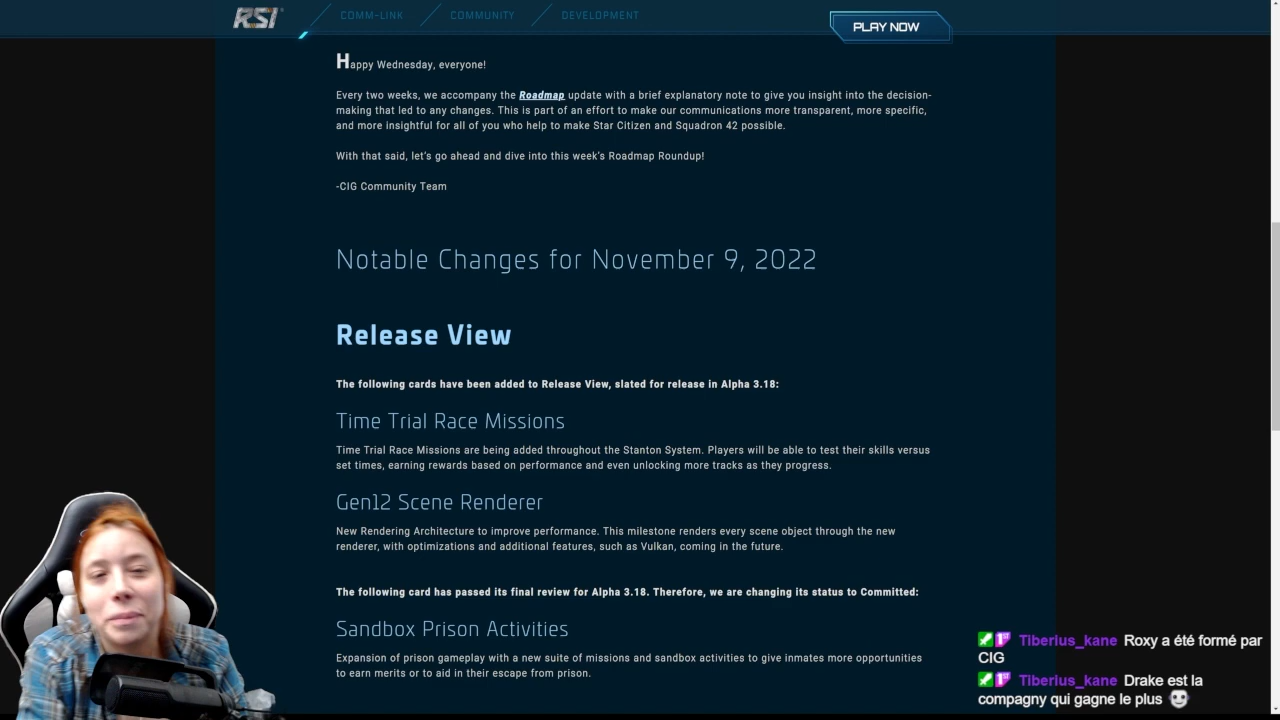 RSI
COMM-LINK
COMMUNITY
DEVELOPMENT
PLAY NOW
Happy Wednesday, everyone!
Every two weeks, we accompany the Roadmap update with a brief explanatory note to give you insight into the decision-
making that led to any changes. This is part of an effort to make our communications more transparent, more specific,
and more insightful for all of you who help to make Star Citizen and Squadron 42 possible.
With that said, let's go ahead and dive into this week's Roadmap Roundup!
-CIG Community Team
Notable Changes for November 9, 2022
Release View
The following cards have been added to Release View, slated for release in Alpha 3.18:
Time Trial Race Missions
Time Trial Race Missions are being added throughout the Stanton System. Players will be able to test their skills versus
set times, earning rewards based on performance and even unlocking more tracks as they progress.
Gen12 Scene Renderer
New Rendering Architecture to improve performance. This milestone renders every scene object through the new
renderer, with optimizations and additional features, such as Vulkan, coming in the future.
The following card has passed its final review for Alpha 3.18. Therefore, we are changing its status to Committed:
Sandbox Prison Activities
Expansion of prison gameplay with a new suite of missions and sandbox activities to give inmates more opportunities
to earn merits or to aid in their escape from prison.
Tiberius_kane Roxy a été formé par
CIG
Tiberius_kane Drake est la
compagny qui gagne le plus